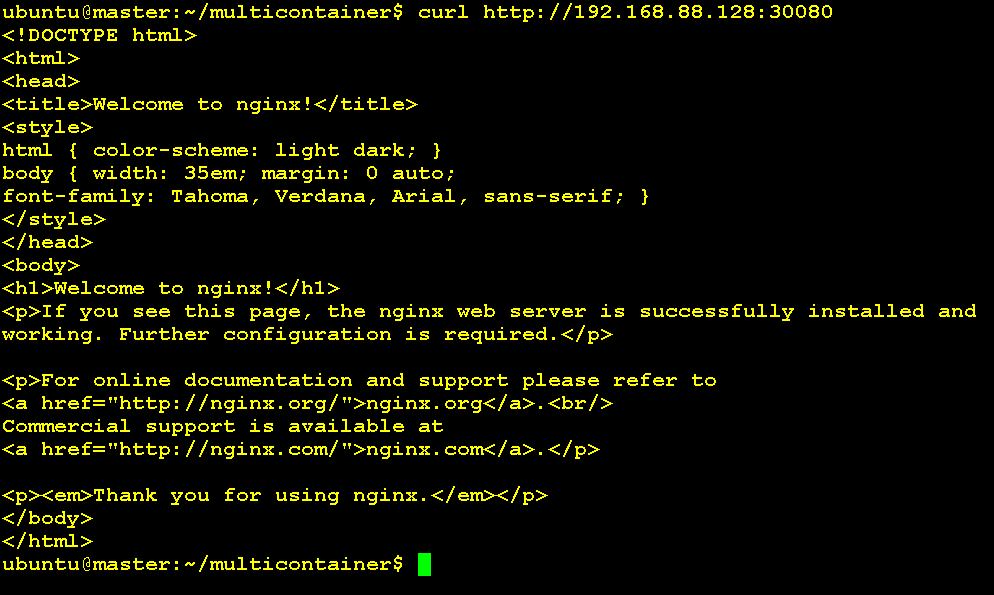 ubuntu@master:~/multicontainer$ curl http://192.168.88.128:30080
<!DOCTYPE html>
<html>
<head>
<title>Welcome to nginx!</title>
<style>
html { color-scheme: light dark; }
body { width: 35em; margin: 0 auto;
font-family: Tahoma, Verdana, Arial, sans-serif; }
</style>
</head>
<body>
<h1>Welcome to nginx!</h1>
<p>If you see this page, the nginx web server is successfully installed and
working. Further configuration is required.</p>

<p>For online documentation and support please refer to
<a href="http://nginx.org/">nginx.org</a>.<br/>
Commercial support is available at
<a href="http://nginx.com/">nginx.com</a>.</p>

<p><em>Thank you for using nginx.</em></p>
</body>
</html>
ubuntu@master:~/multicontainer$